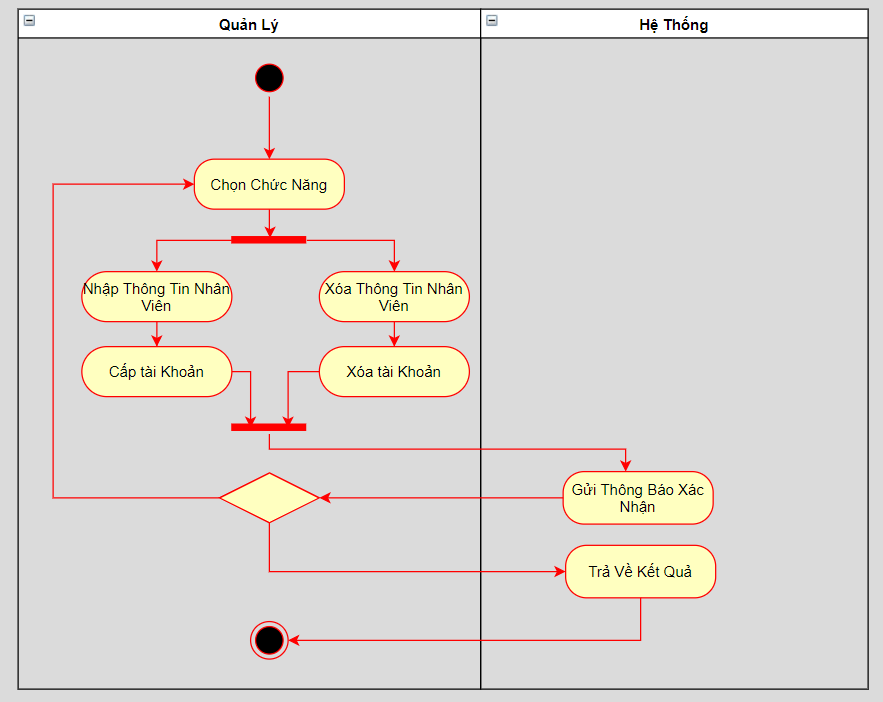 Quản Lý
Hệ Thống
Chọn Chức Năng
Nhập Thông Tin Nhân
Viên
Xóa Thông Tin Nhân
Viên
Cấp tài Khoản
Xóa tài Khoản
Gửi Thông Báo Xác
Nhận
Trả Về Kết Quả